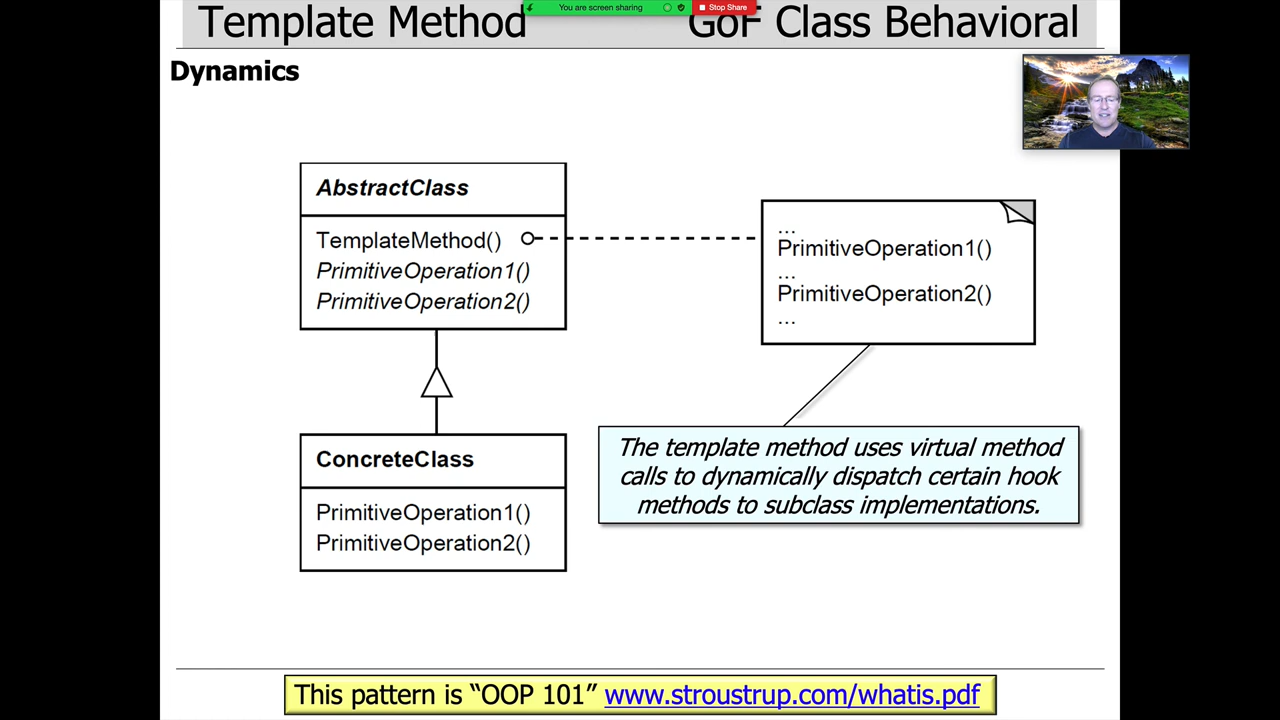 You are screen sharing
Stop Share
Template Method GoF Class Behavioral
Dynamics
AbstractClass
TemplateMethod()
PrimitiveOperation1()
PrimitiveOperation2()
...
PrimitiveOperation1()
...
PrimitiveOperation2()
...
ConcreteClass
PrimitiveOperation1()
PrimitiveOperation2()
The template method uses virtual method
calls to dynamically dispatch certain hook
methods to subclass implementations.
This pattern is “OOP 101” www.stroustrup.com/whatis.pdf